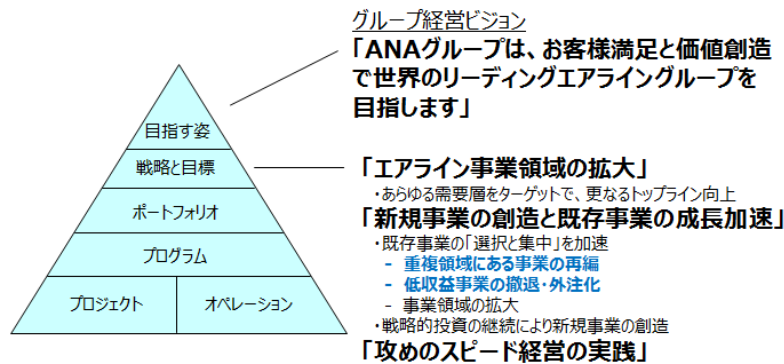 グループ経営ビジョン
「ANAグループは、お客様満足と価値創造
で世界のリーディングエアライングループを
目指します」
目指す姿
戦略と目標
ポートフォリオ
プログラム
プロジェクト
オペレーション
「エアライン事業領域の拡大」
・あらゆる需要層をターゲットで、更なるトップライン向上
「新規事業の創造と既存事業の成長加速」
・既存事業の「選択と集中」を加速
- 重複領域にある事業の再編
- 低収益事業の撤退・外注化
- 事業領域の拡大
・戦略的投資の継続により新規事業の創造
「攻めのスピード経営の実践」